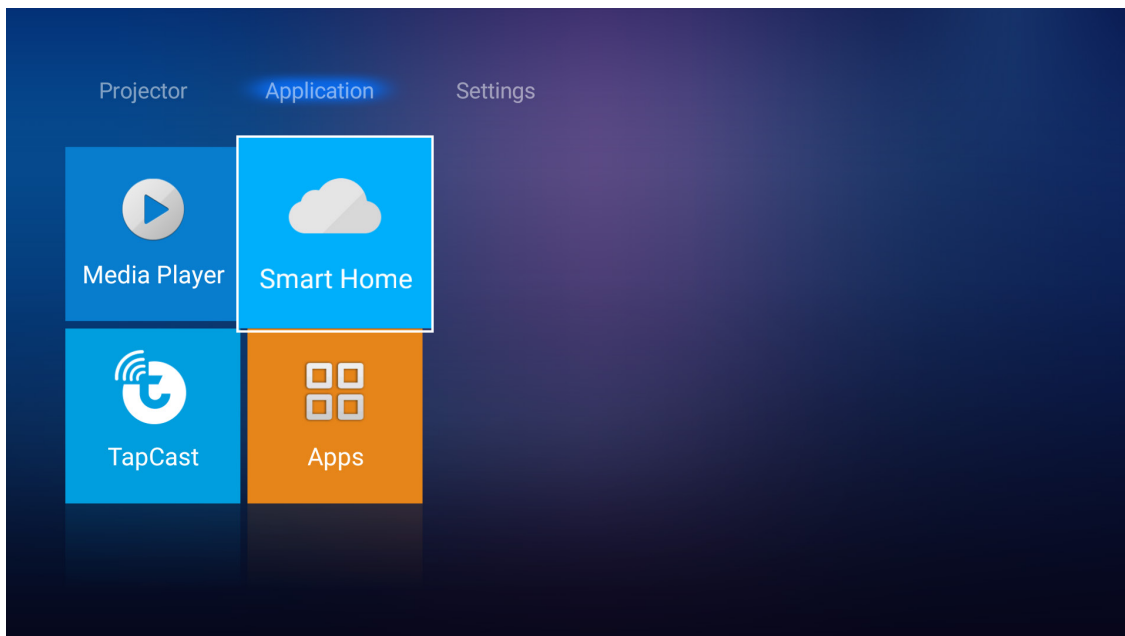 Projector Application Settings
Media Player
Smart Home
TapCast
Apps